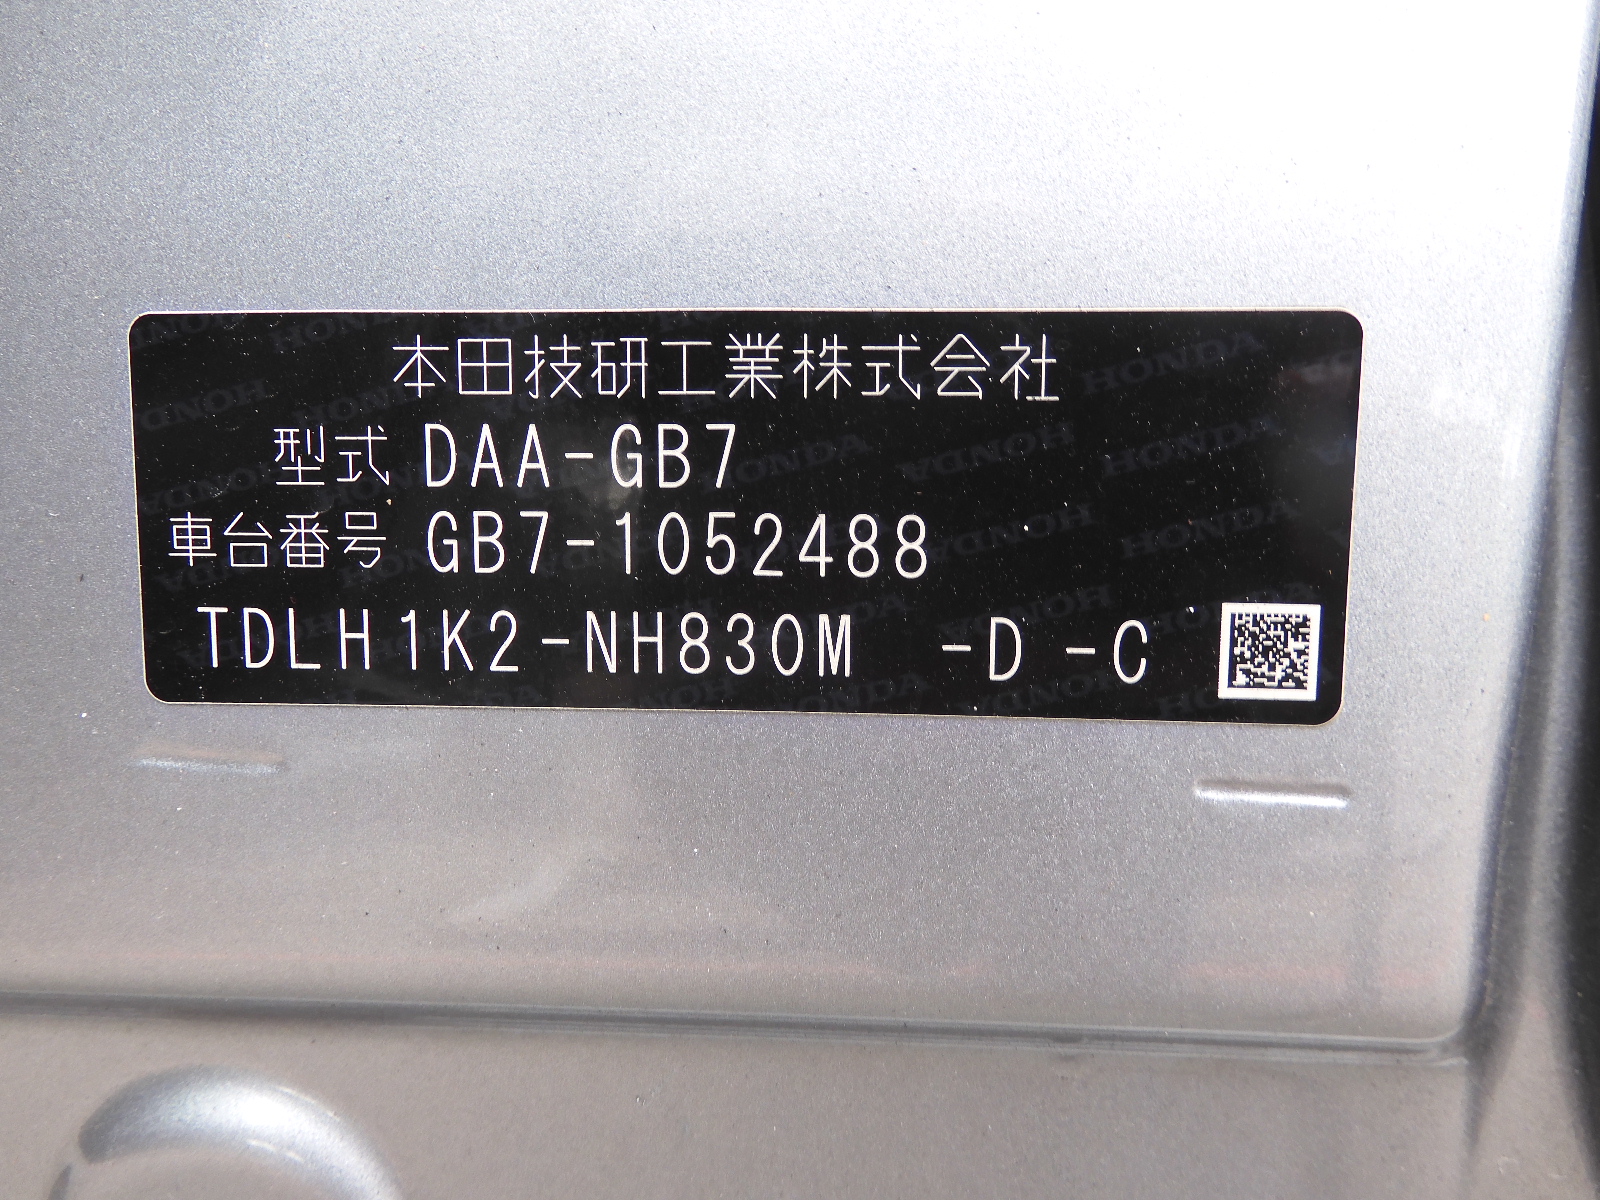 本田技研工業株式会社
型式 DAA-GB7
車台番号 GB7-1052488
TDLH1K2-NH830M -D -C